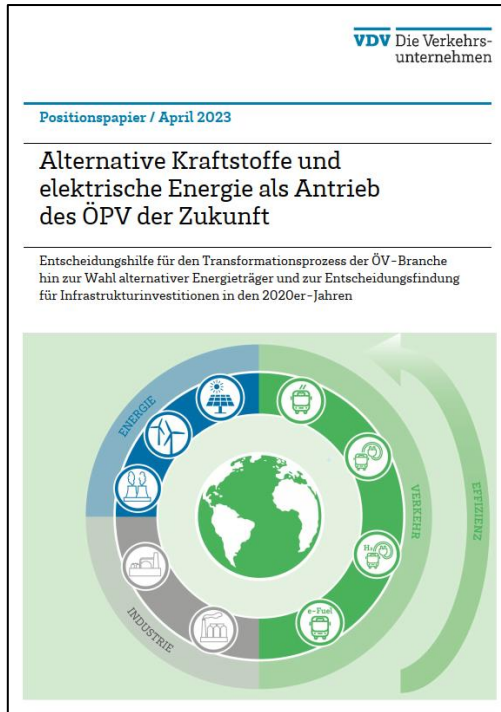 VDV Die Verkehrs-
unternehmen
Positionspapier / April 2023
Alternative Kraftstoffe und
elektrische Energie als Antrieb
des ÖPV der Zukunft
Entscheidungshilfe für den Transformationsprozess der ÖV-Branche
hin zur Wahl alternativer Energieträger und zur Entscheidungsfindung
für Infrastrukturinvestitionen in den 2020er-Jahren
ENERGIE
VERKEHR
EFFIZIENZ
H₂
e-Fuel
INDUSTRIE